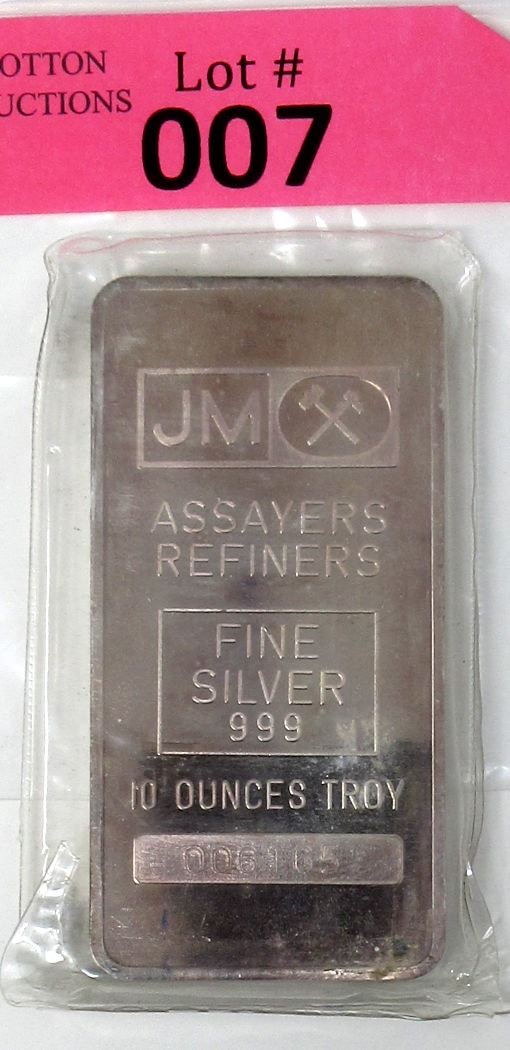 OTTON
UCTIONS
Lot #
007
JM
ASSAYERS
REFINERS
FINE
SILVER
999
10 OUNCES TROY